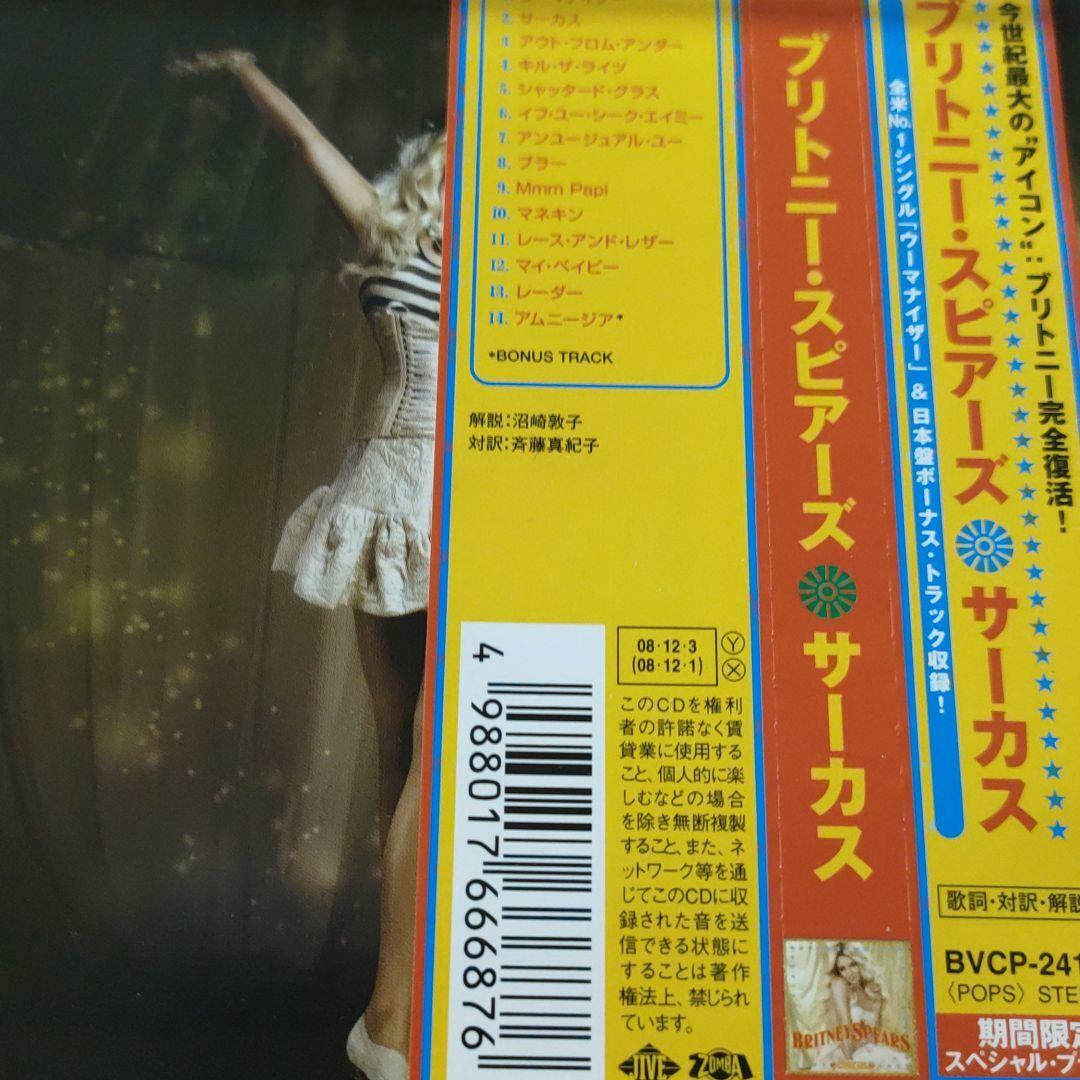 2. サーカス
3. アウト・フロム・アンダー
4. キル・ザ・ライツ
5. シャッタード・グラス
6. イフ・ユー・シーク・エイミー
7. アンユージュアル・ユー
8. ブラー
9. Mmm Papi
10. マネキン
11. レース・アンド・レザー
12. マイ・ベイビー
13. レーダー
14. アムニージア*
*BONUS TRACK
解説:沼崎敦子
対訳:斉藤真紀子
4 988017 666876
08・12・3
(08・12・1)
Y
X
このCDを権利
者の許諾なく賃
貸業に使用する
こと、個人的に楽
しむなどの場合
を除き無断複製
すること、また、ネ
ットワーク等を通
じてこのCDに収
録された音を送
信できる状態に
することは著作
権法上、禁じられ
ています。
JIVE
ZOMBA
ブリトニー・スピアーズ サーカス
BRITNEY SPEARS
CIRCUS
今世紀最大の"アイコン"：ブリトニー完全復活！
ブリトニー・スピアーズ サーカス
全米No.1シングル「ウーマナイザー」&日本盤ボーナス・トラック収録！
歌詞・対訳・解説
BVCP-241
〈POPS〉 STE
期間限定
スペシャル・プ